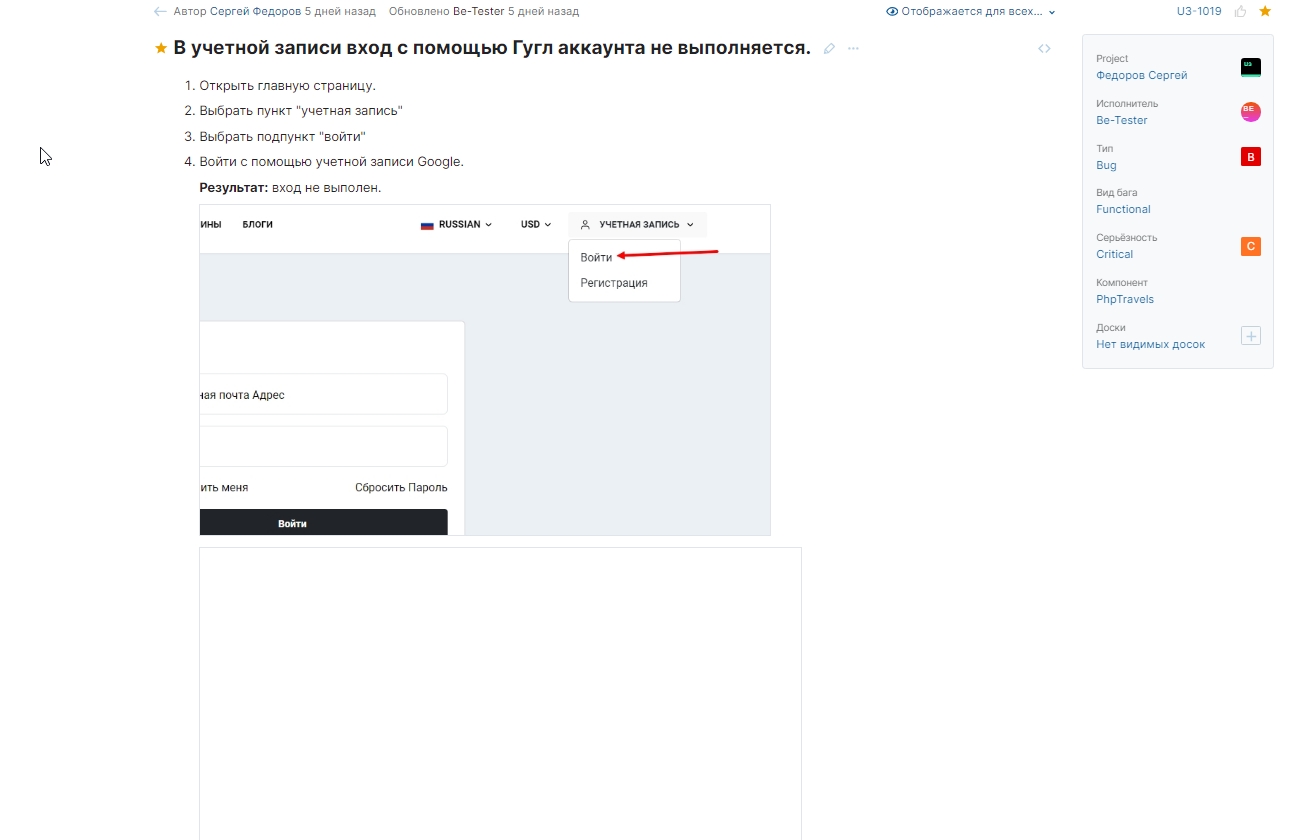 Автор Сергей Федоров 5 дней назад Обновлено Be-Tester 5 дней назад
Отображается для всех...
U3-1019
В учетной записи вход с помощью Гугл аккаунта не выполняется.
1. Открыть главную страницу.
2. Выбрать пункт "учетная запись"
3. Выбрать подпункт "войти"
4. Войти с помощью учетной записи Google.
Результат: вход не выполен.
ИНЫ БЛОГИ RUSSIAN USD УЧЕТНАЯ ЗАПИСЬ
Войти
Регистрация
ная почта Адрес
ить меня Сбросить Пароль
Войти
Project
Федоров Сергей
U3
Исполнитель
Be-Tester
BE
Тип
Bug
B
Вид бага
Functional
Серьёзность
Critical
C
Компонент
PhpTravels
Доски
Нет видимых досок